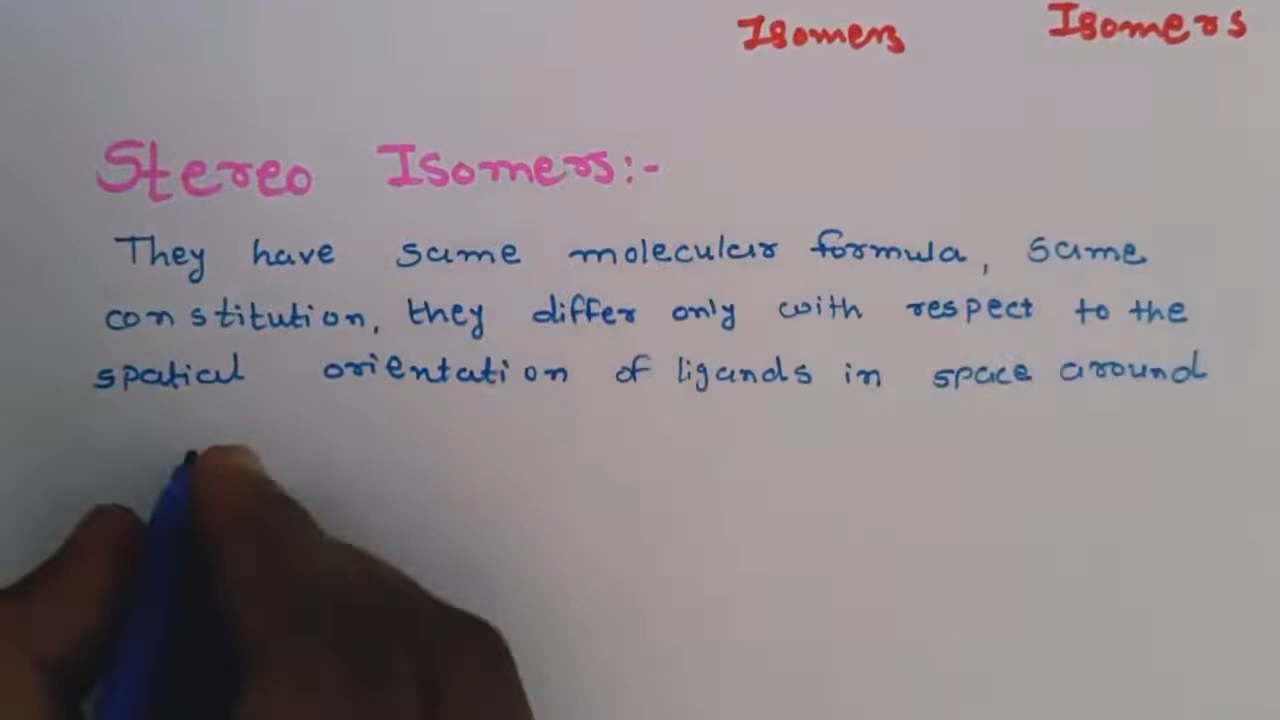 Isomers Isomers
Stereo Isomers:-
They have same molecular formula, same
constitution, they differ only with respect to the
spatial orientation of ligands in space around